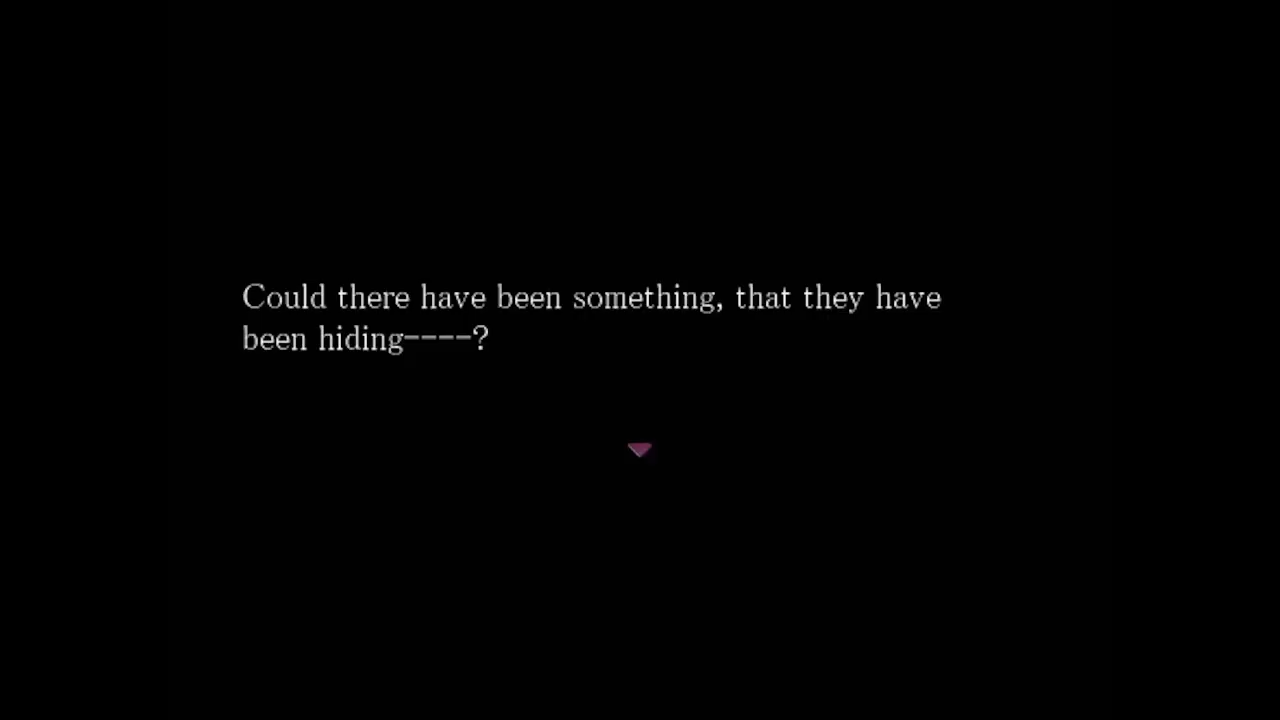 Could there have been something, that they have
been hiding----?